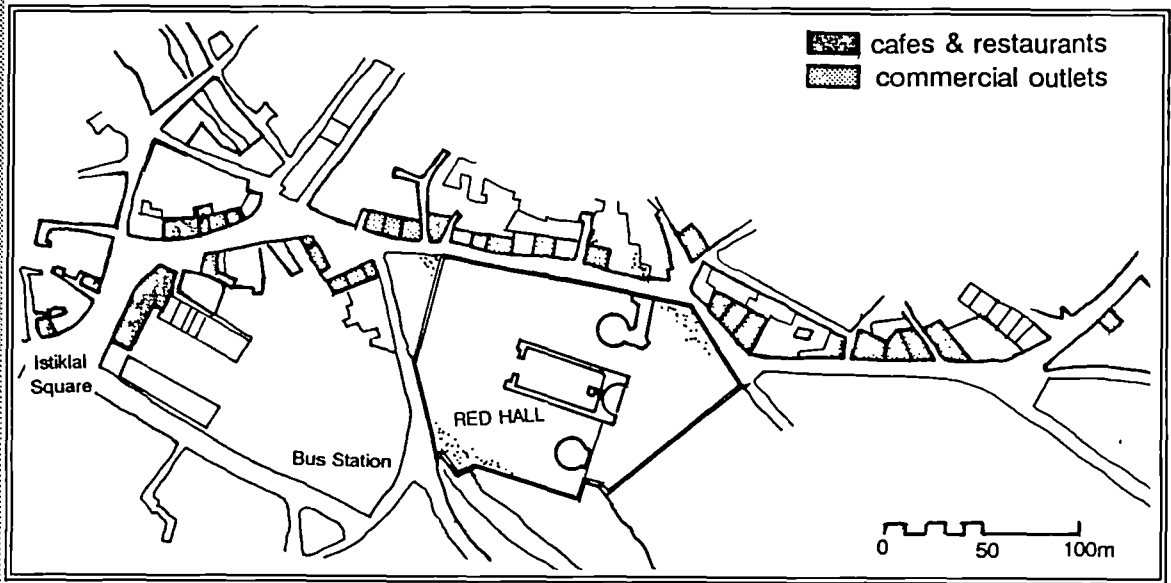 cafes & restaurants
commercial outlets
Istiklal
Square
RED HALL
Bus Station
0 50 100m